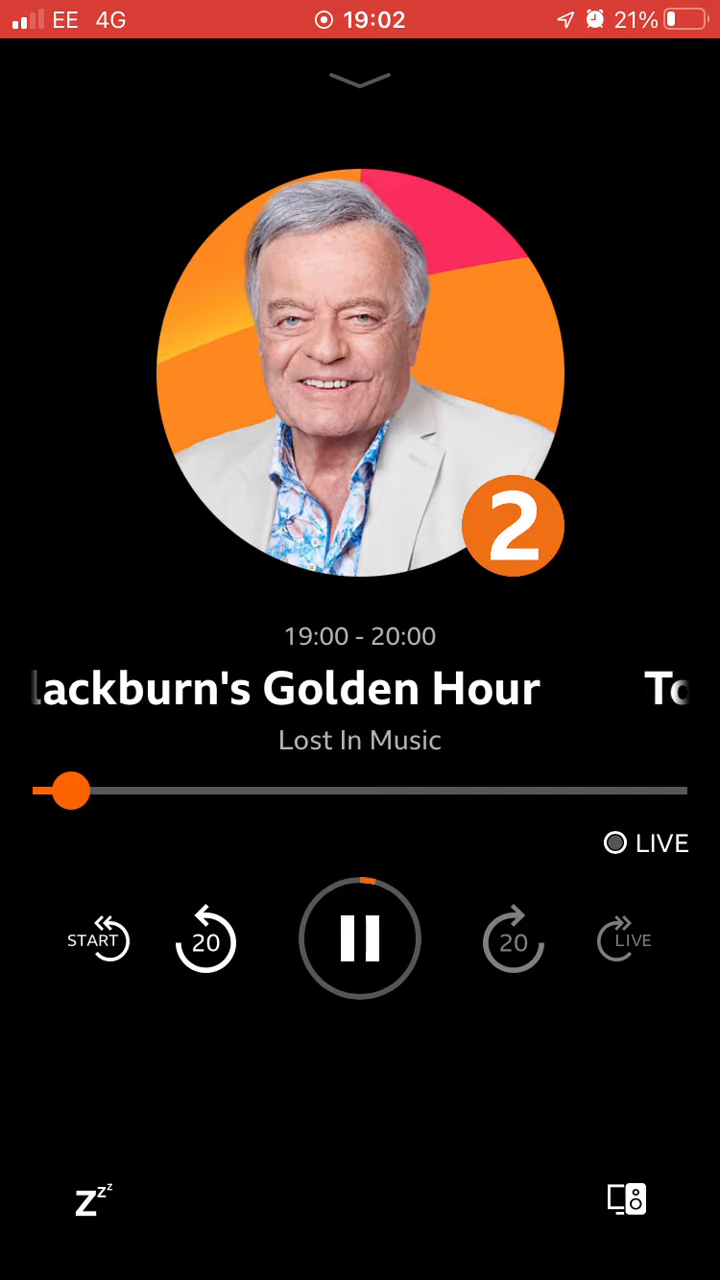 EE 4G 19:02 21%
2
19:00 - 20:00
lackburn's Golden Hour To
Lost In Music
LIVE
START 20 20 LIVE
zzz